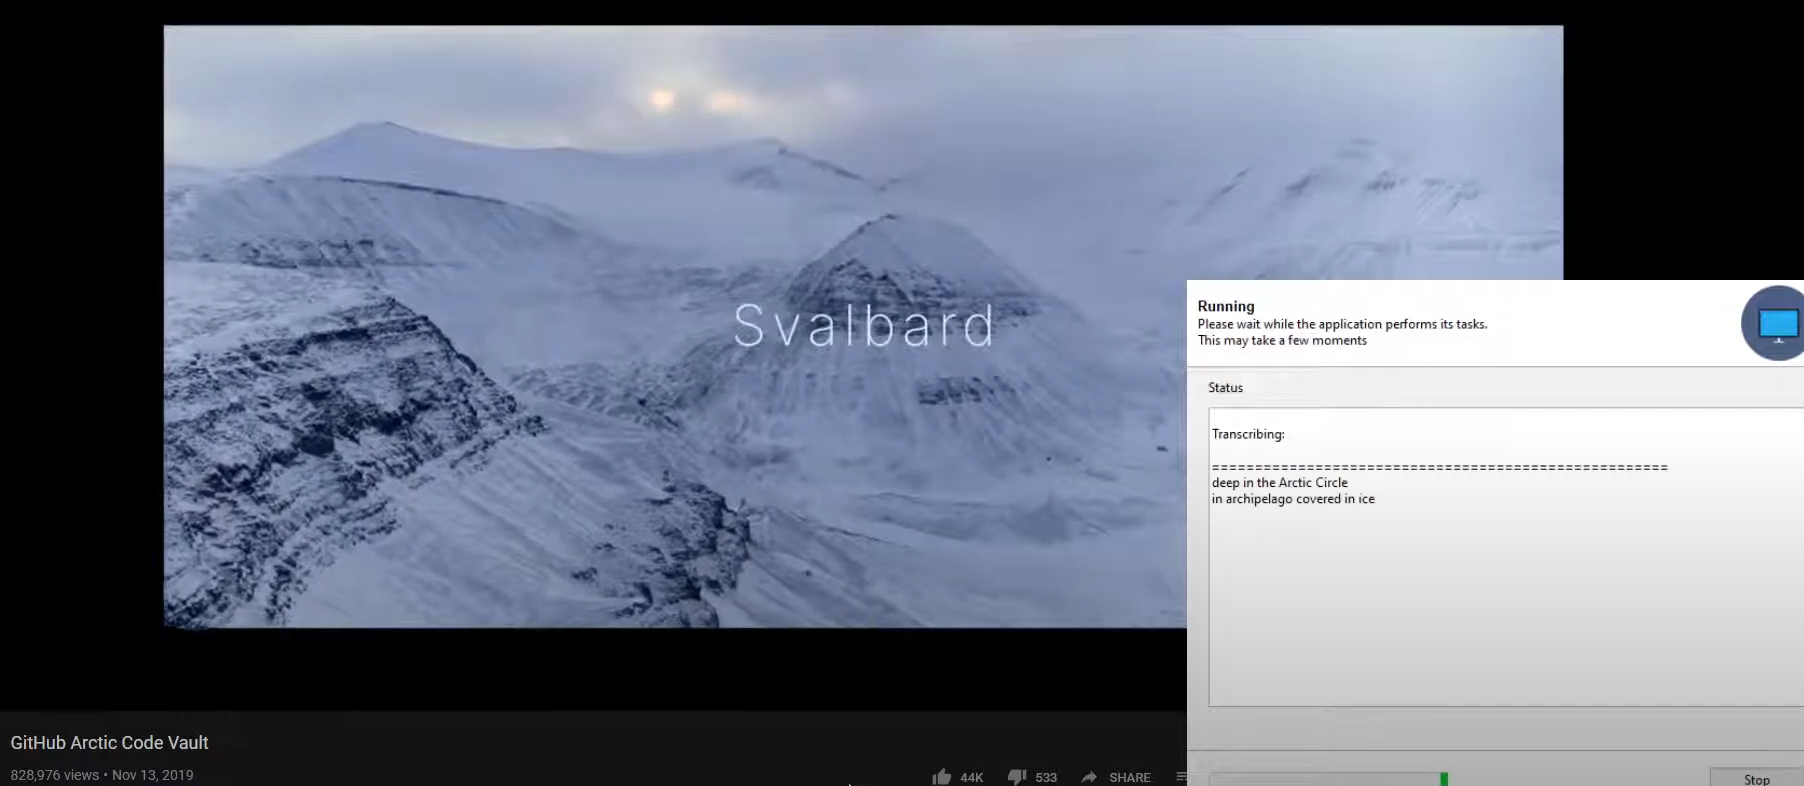 Svalbard
Running
Please wait while the application performs its tasks.
This may take a few moments
Status
Transcribing:
=====================================================
deep in the Arctic Circle
in archipelago covered in ice
GitHub Arctic Code Vault
828,976 views • Nov 13, 2019
44K
533
SHARE
Stop